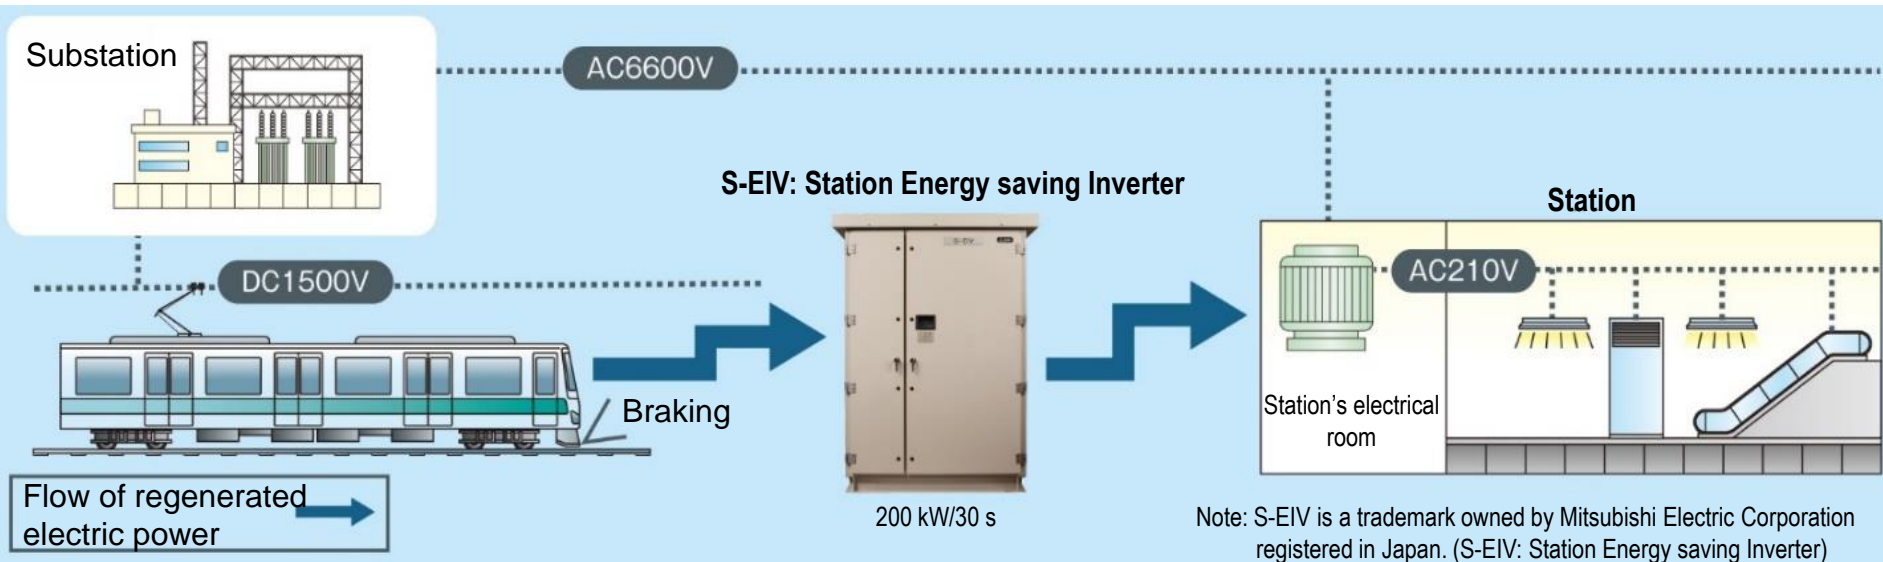 Substation
AC6600V
S-EIV: Station Energy saving Inverter
Station
DC1500V
S-EIV
AC210V
Braking
Station's electrical
room
Flow of regenerated
electric power
200 kW/30 s
Note: S-EIV is a trademark owned by Mitsubishi Electric Corporation
registered in Japan. (S-EIV: Station Energy saving Inverter)